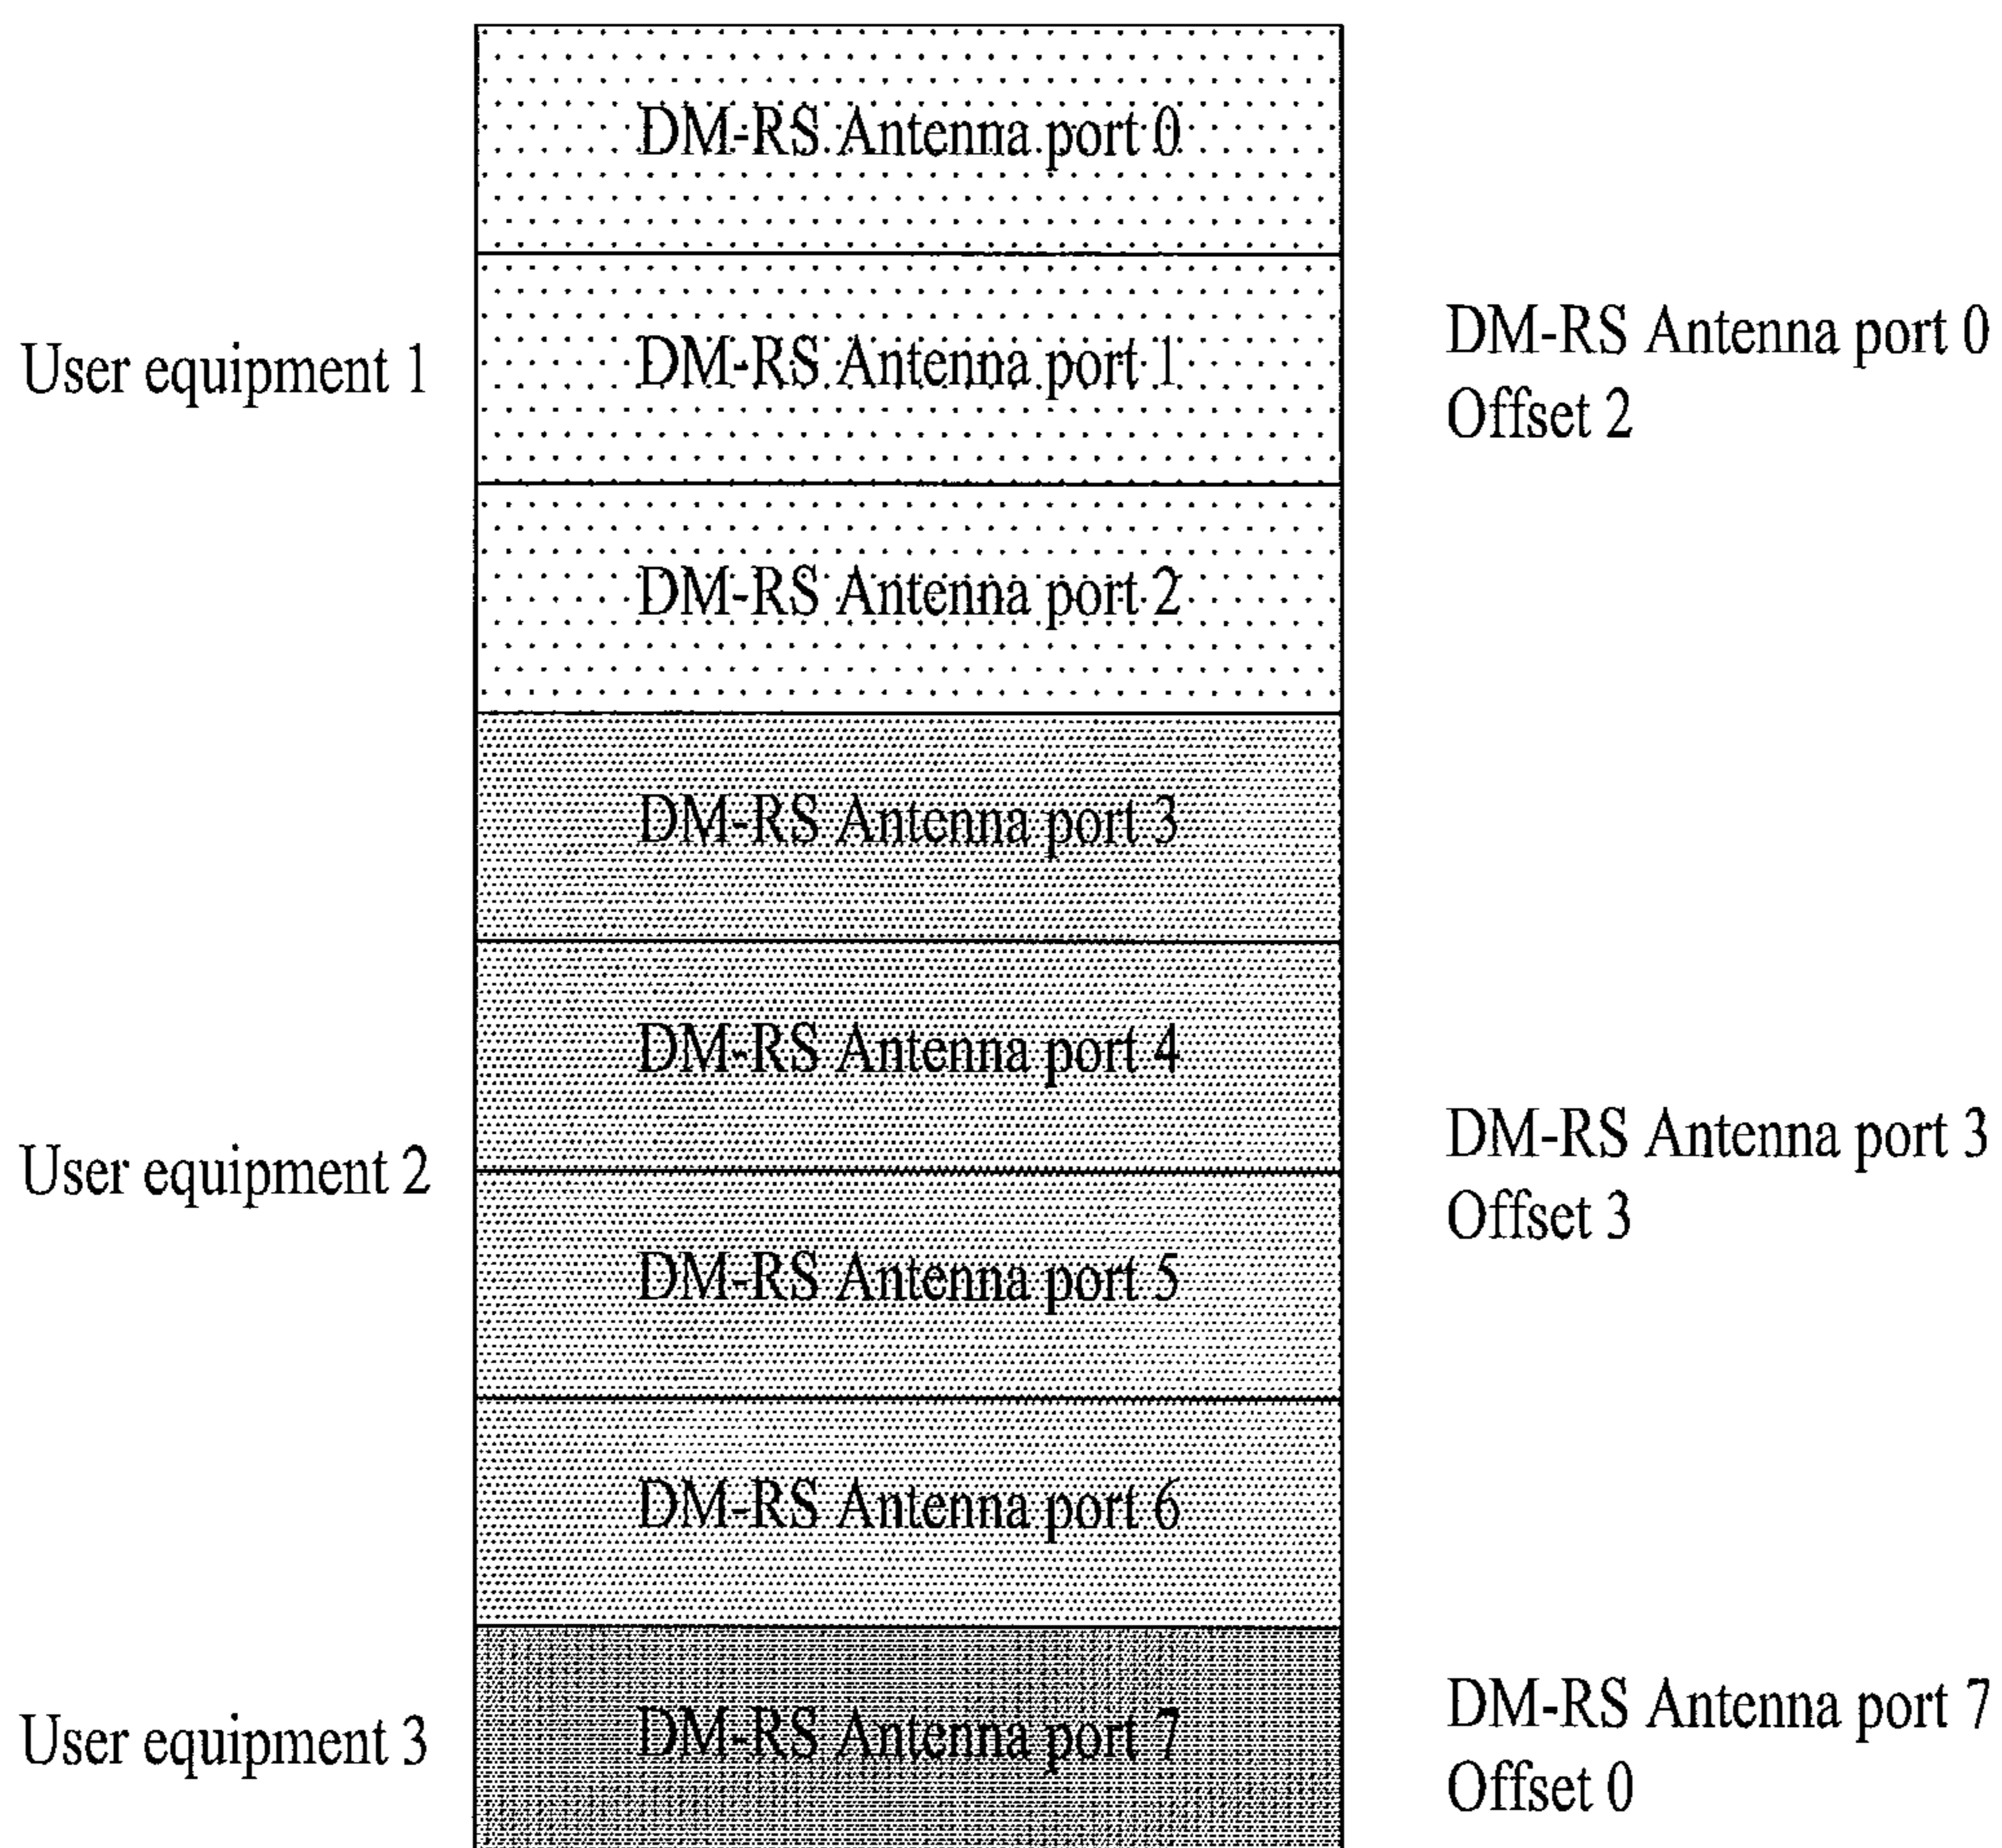 DM-RS Antenna port 0
User equipment 1
DM-RS Antenna port 1
DM-RS Antenna port 0
Offset 2
DM-RS Antenna port 2
DM-RS Antenna port 3
DM-RS Antenna port 4
User equipment 2
DM-RS Antenna port 3
Offset 3
DM-RS Antenna port 5
DM-RS Antenna port 6
User equipment 3
DM-RS Antenna port 7
DM-RS Antenna port 7
Offset 0